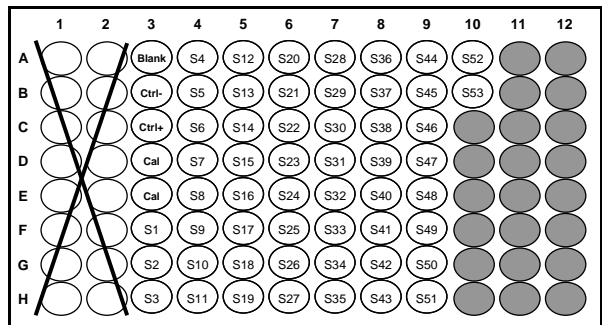 1 2 3 4 5 6 7 8 9 10 11 12
A Blank S4 S12 S20 S28 S36 S44 S52
B Ctrl- S5 S13 S21 S29 S37 S45 S53
C Ctrl+ S6 S14 S22 S30 S38 S46
D Cal S7 S15 S23 S31 S39 S47
E Cal S8 S16 S24 S32 S40 S48
F S1 S9 S17 S25 S33 S41 S49
G S2 S10 S18 S26 S34 S42 S50
H S3 S11 S19 S27 S35 S43 S51